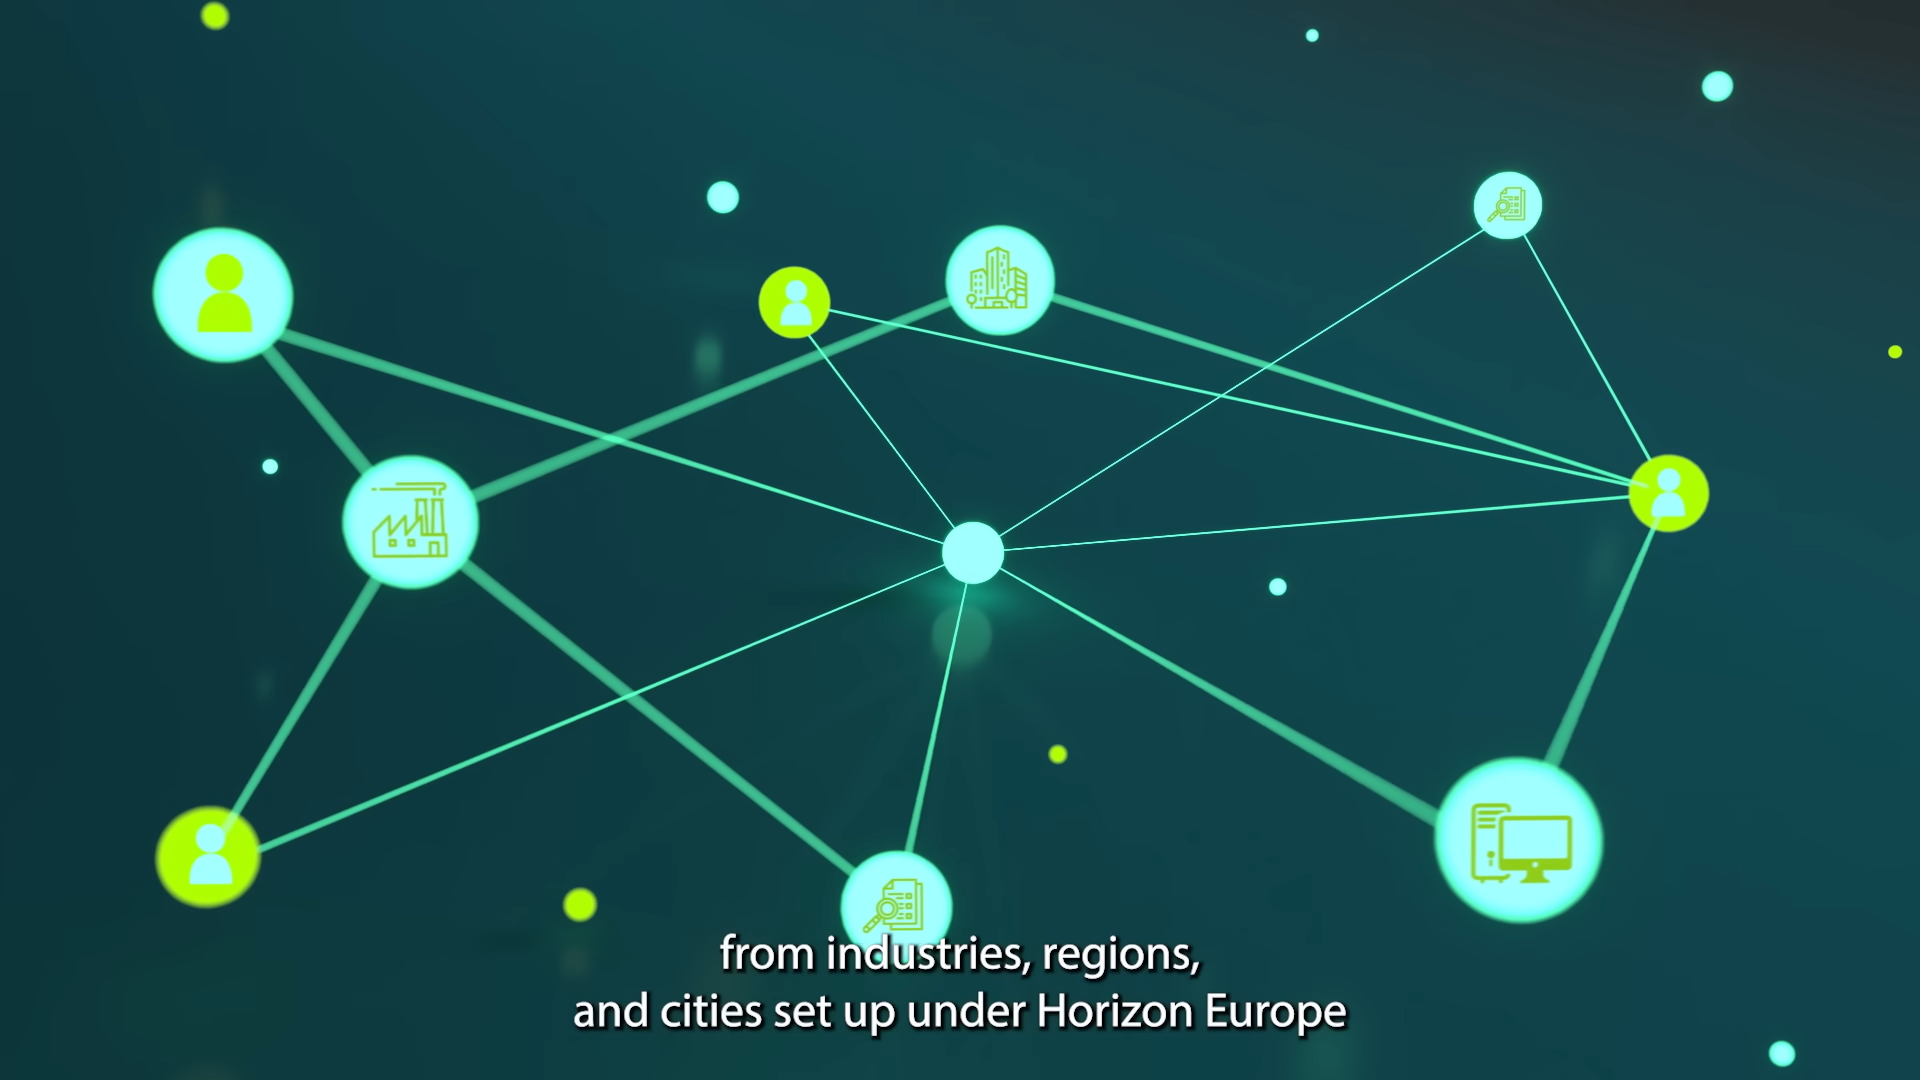 from industries, regions,
and cities set up under Horizon Europe